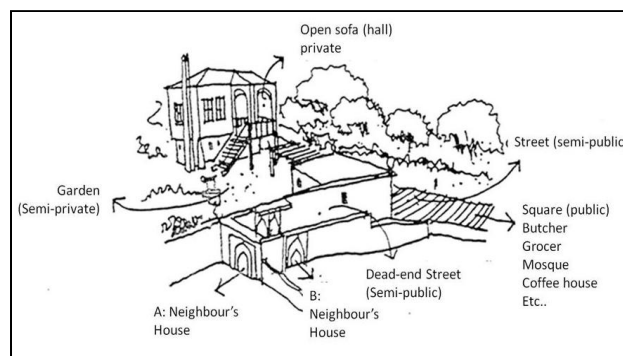 Open sofa (hall)
private
Street (semi-public
Garden
(Semi-private)
Square (public)
Butcher
Grocer
Mosque
Coffee house
Etc..
Dead-end Street
(Semi-public)
A: Neighbour's
House
B:
Neighbour's
House